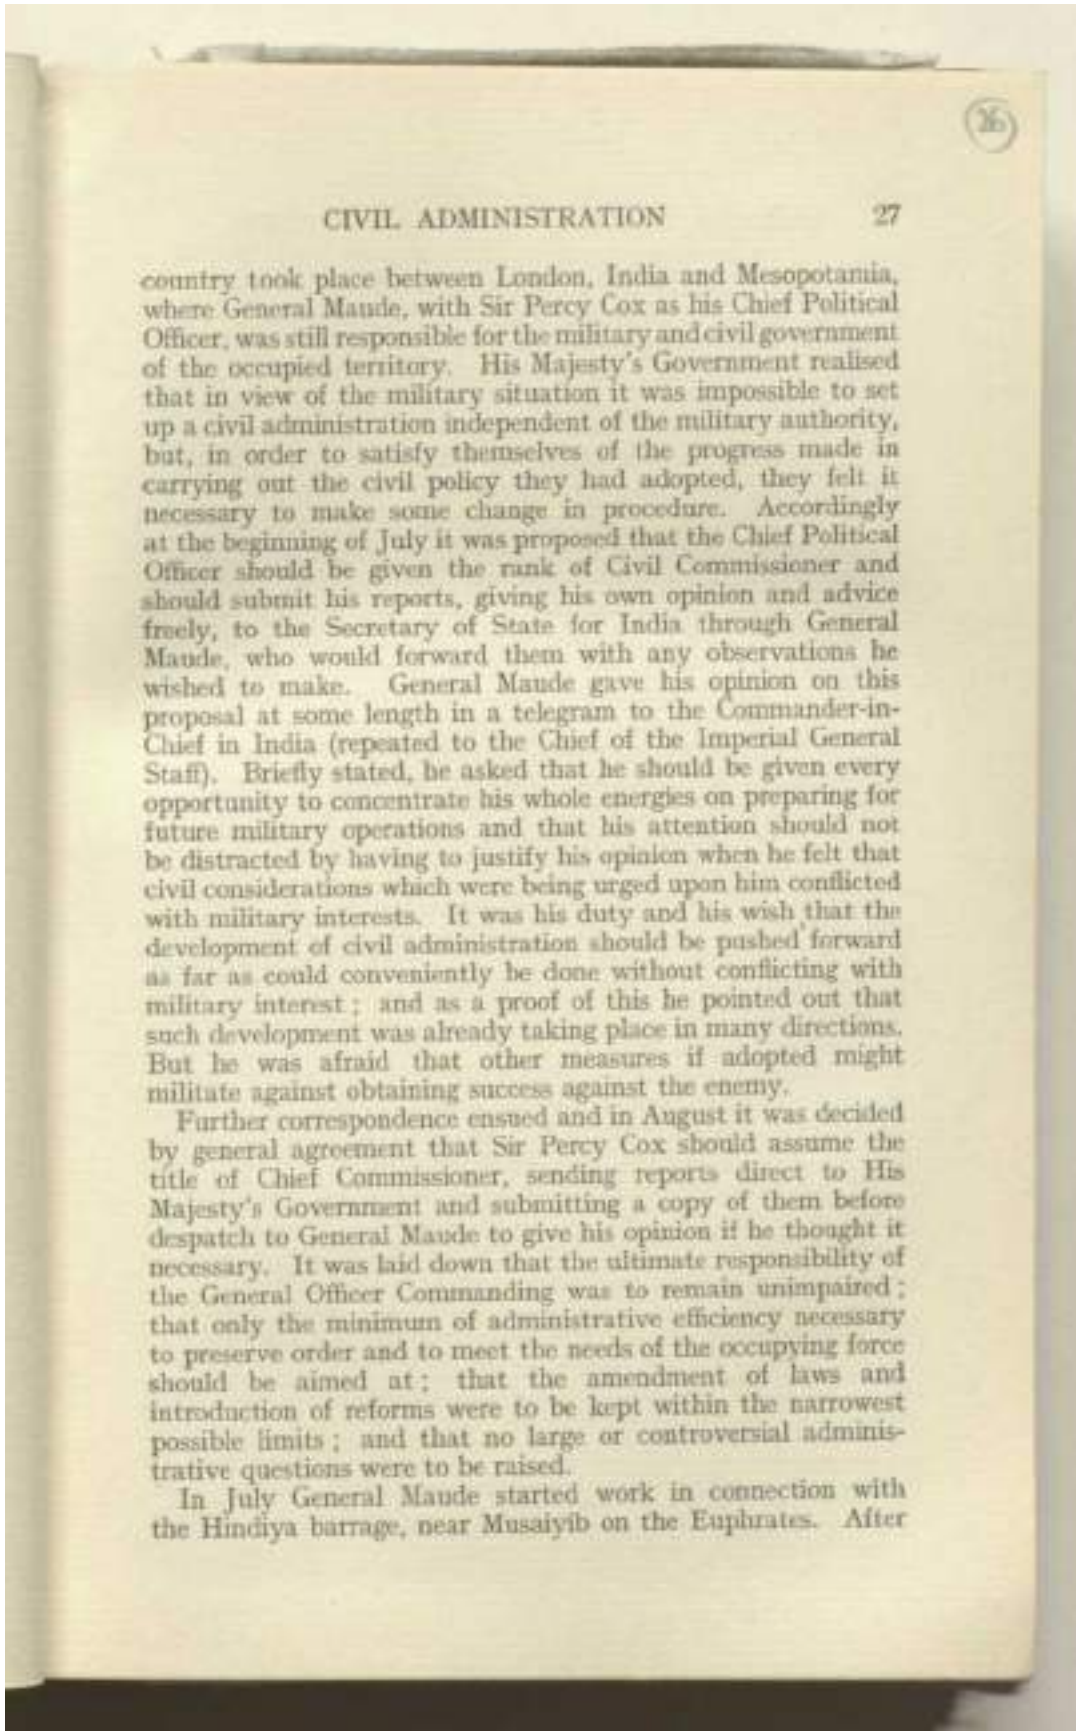 26
CIVIL ADMINISTRATION 27
country took place between London, India and Mesopotamia,
where General Maude, with Sir Percy Cox as his Chief Political
Officer, was still responsible for the military and civil government
of the occupied territory. His Majesty's Government realised
that in view of the military situation it was impossible to set
up a civil administration independent of the military authority,
but, in order to satisfy themselves of the progress made in
carrying out the civil policy they had adopted, they felt it
necessary to make some change in procedure. Accordingly
at the beginning of July it was proposed that the Chief Political
Officer should be given the rank of Civil Commissioner and
should submit his reports, giving his own opinion and advice
freely, to the Secretary of State for India through General
Maude, who would forward them with any observations he
wished to make. General Maude gave his opinion on this
proposal at some length in a telegram to the Commander-in-
Chief in India (repeated to the Chief of the Imperial General
Staff). Briefly stated, he asked that he should be given every
opportunity to concentrate his whole energies on preparing for
future military operations and that his attention should not
be distracted by having to justify his opinion when he felt that
civil considerations which were being urged upon him conflicted
with military interests. It was his duty and his wish that the
development of civil administration should be pushed forward
as far as could conveniently be done without conflicting with
military interest; and as a proof of this he pointed out that
such development was already taking place in many directions.
But he was afraid that other measures if adopted might
militate against obtaining success against the enemy.
Further correspondence ensued and in August it was decided
by general agreement that Sir Percy Cox should assume the
title of Chief Commissioner, sending reports direct to His
Majesty's Government and submitting a copy of them before
despatch to General Maude to give his opinion if he thought it
necessary. It was laid down that the ultimate responsibility of
the General Officer Commanding was to remain unimpaired;
that only the minimum of administrative efficiency necessary
to preserve order and to meet the needs of the occupying force
should be aimed at; that the amendment of laws and
introduction of reforms were to be kept within the narrowest
possible limits; and that no large or controversial adminis-
trative questions were to be raised.
In July General Maude started work in connection with
the Hindiya barrage, near Musaiyib on the Euphrates. After